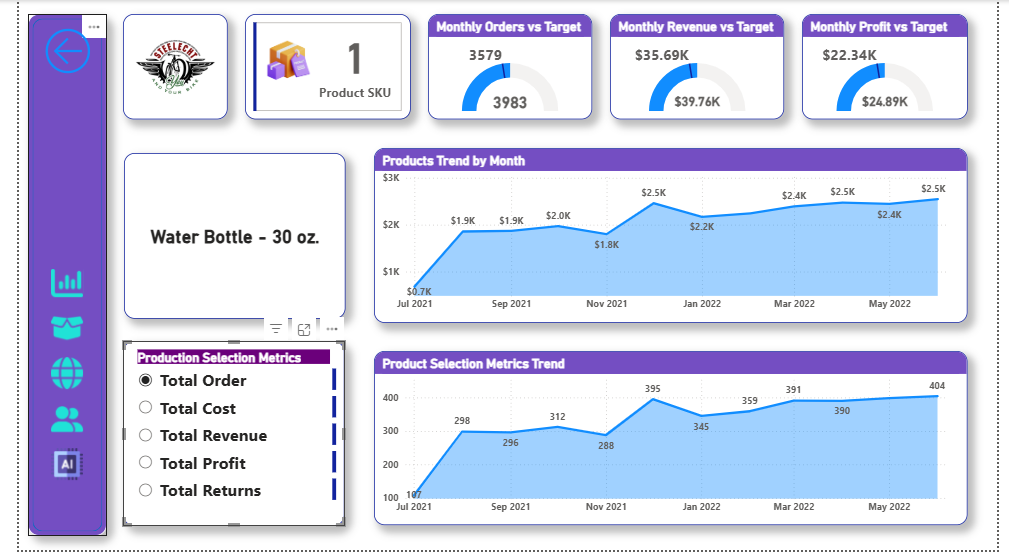 STEELECHT
You
AND YOUR BIKE
1
Product SKU
Monthly Orders vs Target
3579
3983
Monthly Revenue vs Target
$35.69K
$39.76K
Monthly Profit vs Target
$22.34K
$24.89K
Water Bottle - 30 oz.
Products Trend by Month
$3K
$2K
$1K
$0.7K
$1.9K
$1.9K
$2.0K
$1.8K
$2.5K
$2.2K
$2.4K
$2.5K
$2.4K
$2.5K
Jul 2021
Sep 2021
Nov 2021
Jan 2022
Mar 2022
May 2022
Production Selection Metrics
Total Order
Total Cost
Total Revenue
Total Profit
Total Returns
AI
Product Selection Metrics Trend
400
300
200
100
107
298
296
312
288
395
345
359
391
390
404
Jul 2021
Sep 2021
Nov 2021
Jan 2022
Mar 2022
May 2022